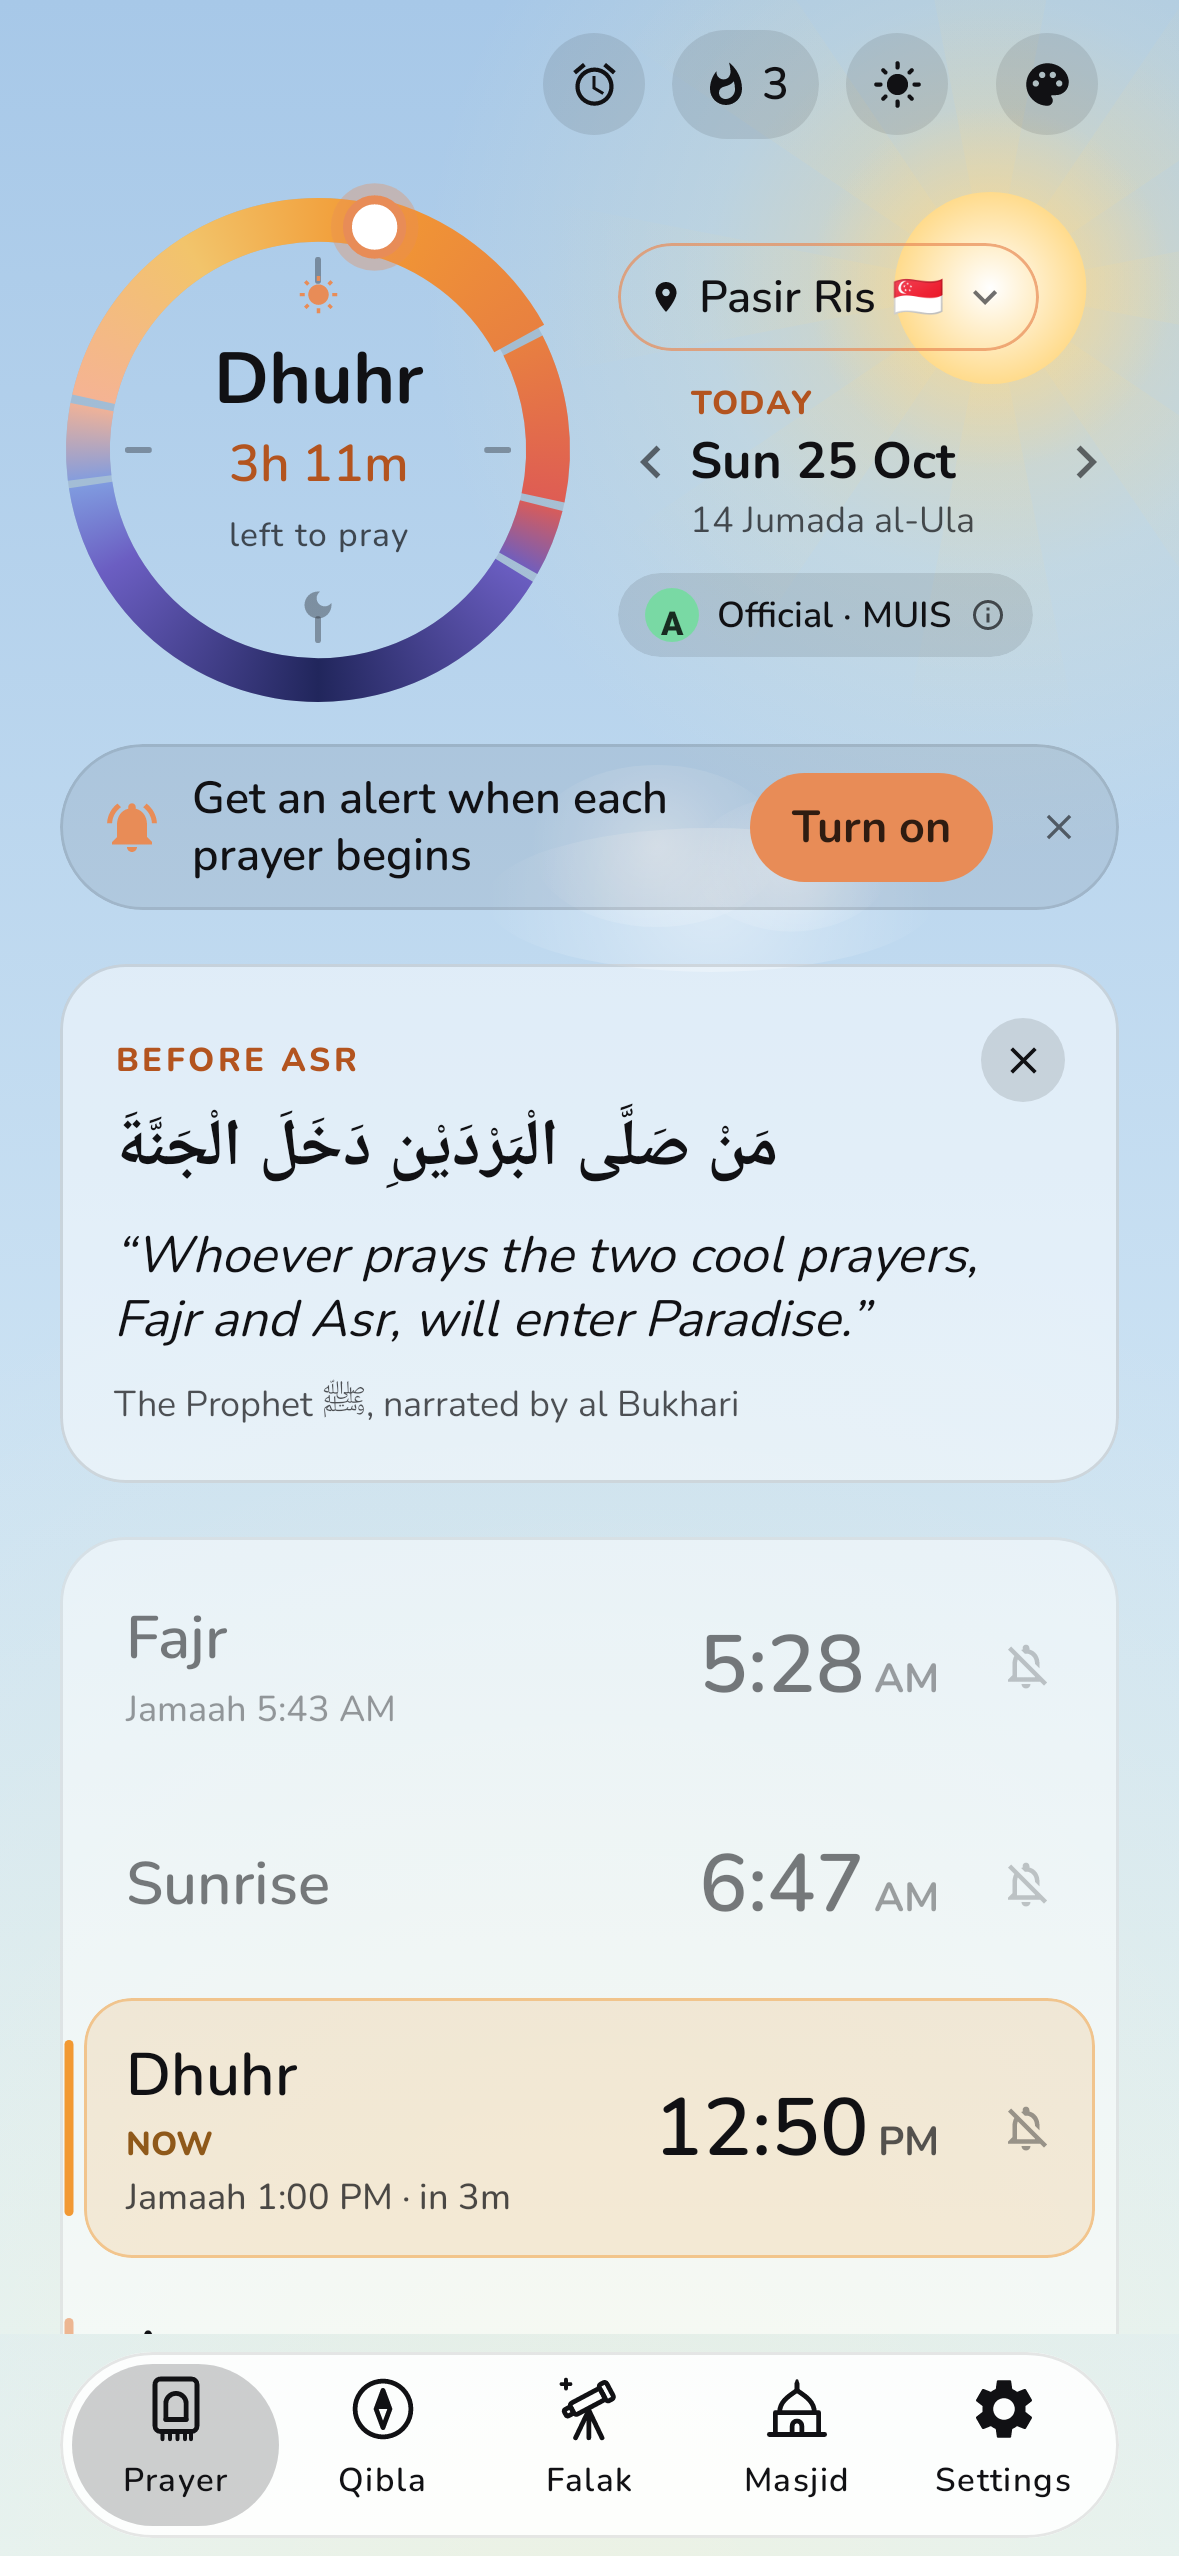 3
Dhuhr
3h 11m
left to pray
Pasir Ris 🇸🇬
TODAY
Sun 25 Oct
14 Jumada al-Ula
A Official · MUIS
Get an alert when each
prayer begins
Turn on
BEFORE ASR
مَنْ صَلَّى الْبَرْدَيْنِ دَخَلَ الْجَنَّةَ
“Whoever prays the two cool prayers,
Fajr and Asr, will enter Paradise.”
The Prophet ﷺ, narrated by al Bukhari
Fajr
5:28 AM
Jamaah 5:43 AM
Sunrise
6:47 AM
Dhuhr
NOW
12:50 PM
Jamaah 1:00 PM · in 3m
Prayer
Qibla
Falak
Masjid
Settings